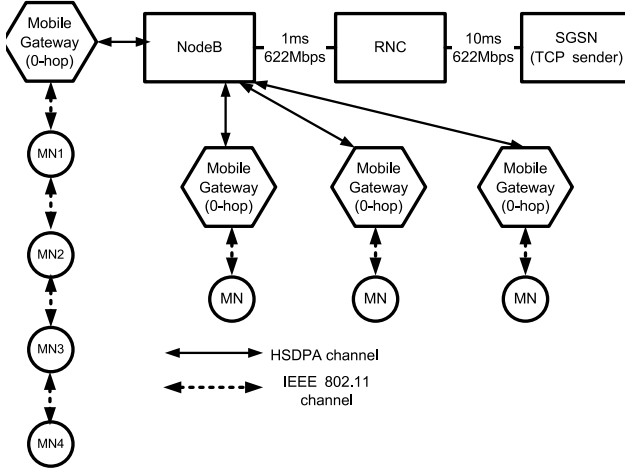 Mobile
Gateway
(0-hop)
NodeB
1ms
622Mbps
RNC
10ms
622Mbps
SGSN
(TCP sender)
MN1
MN2
MN3
MN4
Mobile
Gateway
(0-hop)
Mobile
Gateway
(0-hop)
Mobile
Gateway
(0-hop)
MN
MN
MN
HSDPA channel
IEEE 802.11
channel